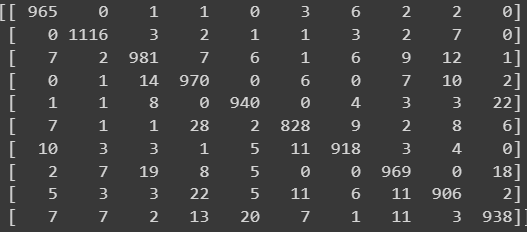 [[ 965 0 1 1 0 3 6 2 2 0]
[ 0 1116 3 2 1 1 3 2 7 0]
[ 7 2 981 7 6 1 6 9 12 1]
[ 0 1 14 970 0 6 0 7 10 2]
[ 1 1 8 0 940 0 4 3 3 22]
[ 7 1 1 28 2 828 9 2 8 6]
[ 10 3 3 1 5 11 918 3 4 0]
[ 2 7 19 8 5 0 0 969 0 18]
[ 5 3 3 22 5 11 6 11 906 2]
[ 7 7 2 13 20 7 1 11 3 938]]